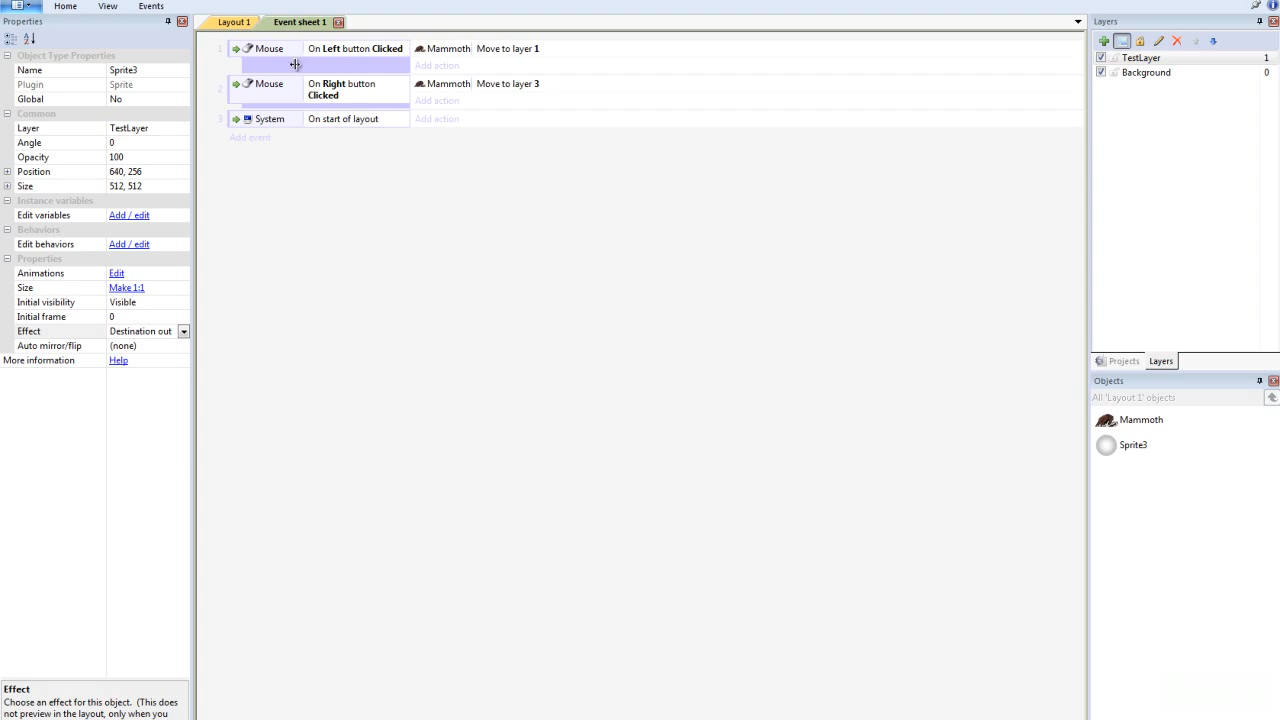 Home View Events
Properties
Layout 1 Event sheet 1
Layers
Object Type Properties
Name Sprite3
Plugin Sprite
Global No
Common
Layer TestLayer
Angle 0
Opacity 100
Position 640, 256
Size 512, 512
Instance variables
Edit variables Add / edit
Behaviors
Edit behaviors Add / edit
Properties
Animations Edit
Size Make 1:1
Initial visibility Visible
Initial frame 0
Effect Destination out
Auto mirror/flip (none)
More information Help
Effect
Choose an effect for this object. (This does
not preview in the layout, only when you
1 Mouse On Left button Clicked Mammoth Move to layer 1
Add action
2 Mouse On Right button
Clicked Mammoth Move to layer 3
Add action
3 System On start of layout Add action
Add event
TestLayer 1
Background 0
Projects Layers
Objects
All 'Layout 1' objects
Mammoth
Sprite3